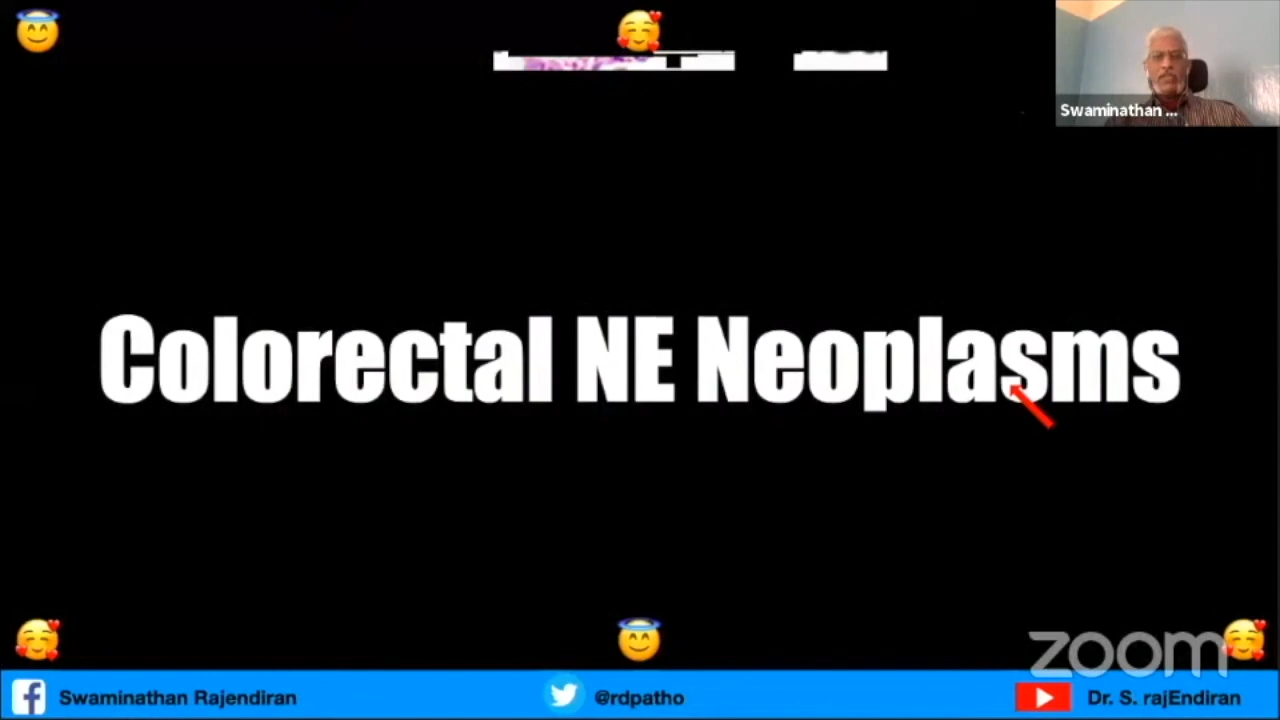 Swaminathan ...
Colorectal NE Neoplasms
zoom
Swaminathan Rajendiran
@rdpatho
Dr. S. rajEndiran